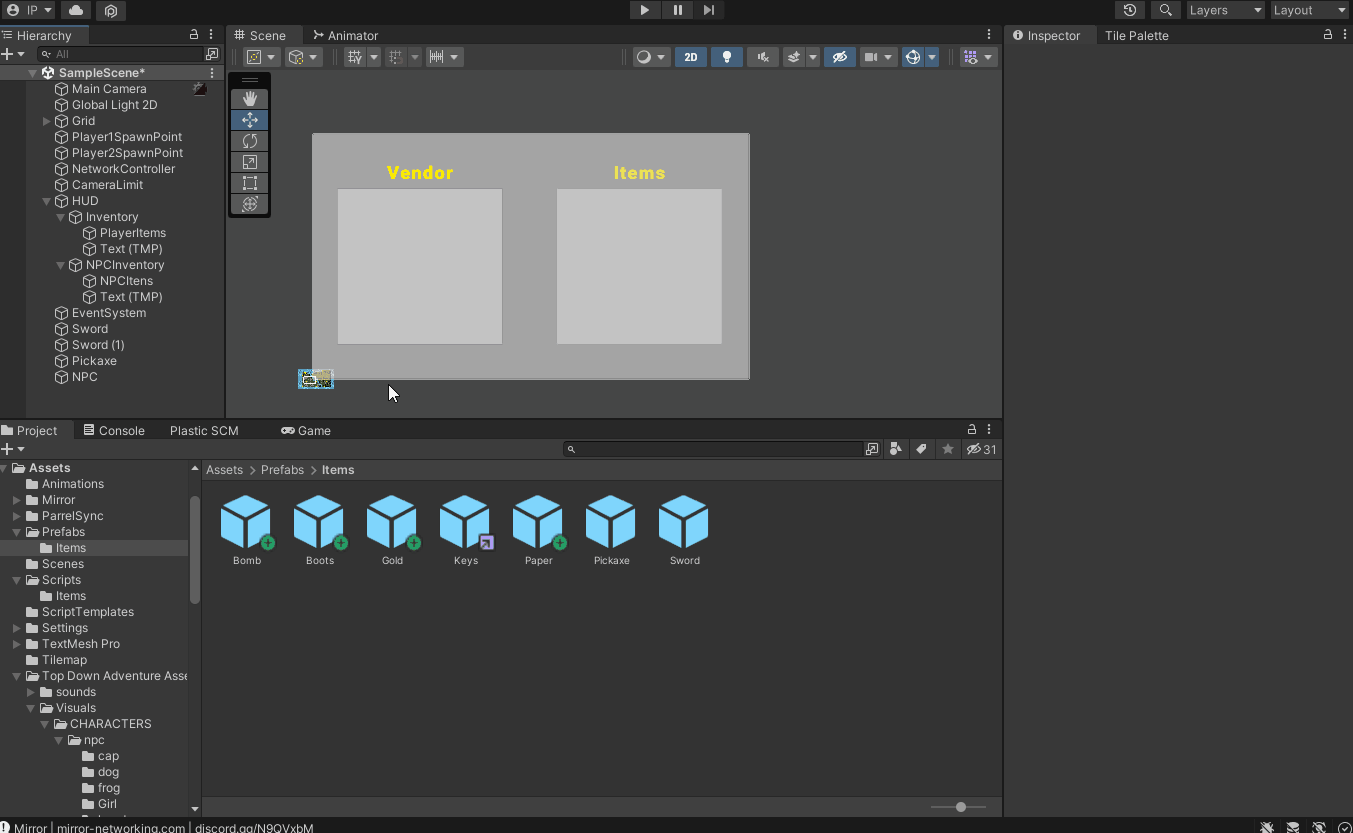 IP
Layers
Layout
Hierarchy
Scene
Animator
Inspector
Tile Palette
All
2D
SampleScene*
Main Camera
Global Light 2D
Grid
Player1SpawnPoint
Player2SpawnPoint
NetworkController
CameraLimit
HUD
Inventory
PlayerItems
Text (TMP)
NPCInventory
NPCItens
Text (TMP)
EventSystem
Sword
Sword (1)
Pickaxe
NPC
Vendor
Items
Project
Console
Plastic SCM
Game
31
Assets
Animations
Mirror
ParrelSync
Prefabs
Items
Scenes
Scripts
Items
ScriptTemplates
Settings
TextMesh Pro
Tilemap
Top Down Adventure Asse
sounds
Visuals
CHARACTERS
npc
cap
dog
frog
Girl
Assets > Prefabs > Items
Bomb
Boots
Gold
Keys
Paper
Pickaxe
Sword
Mirror | mirror-networking.com | discord.gg/N9QVxbM